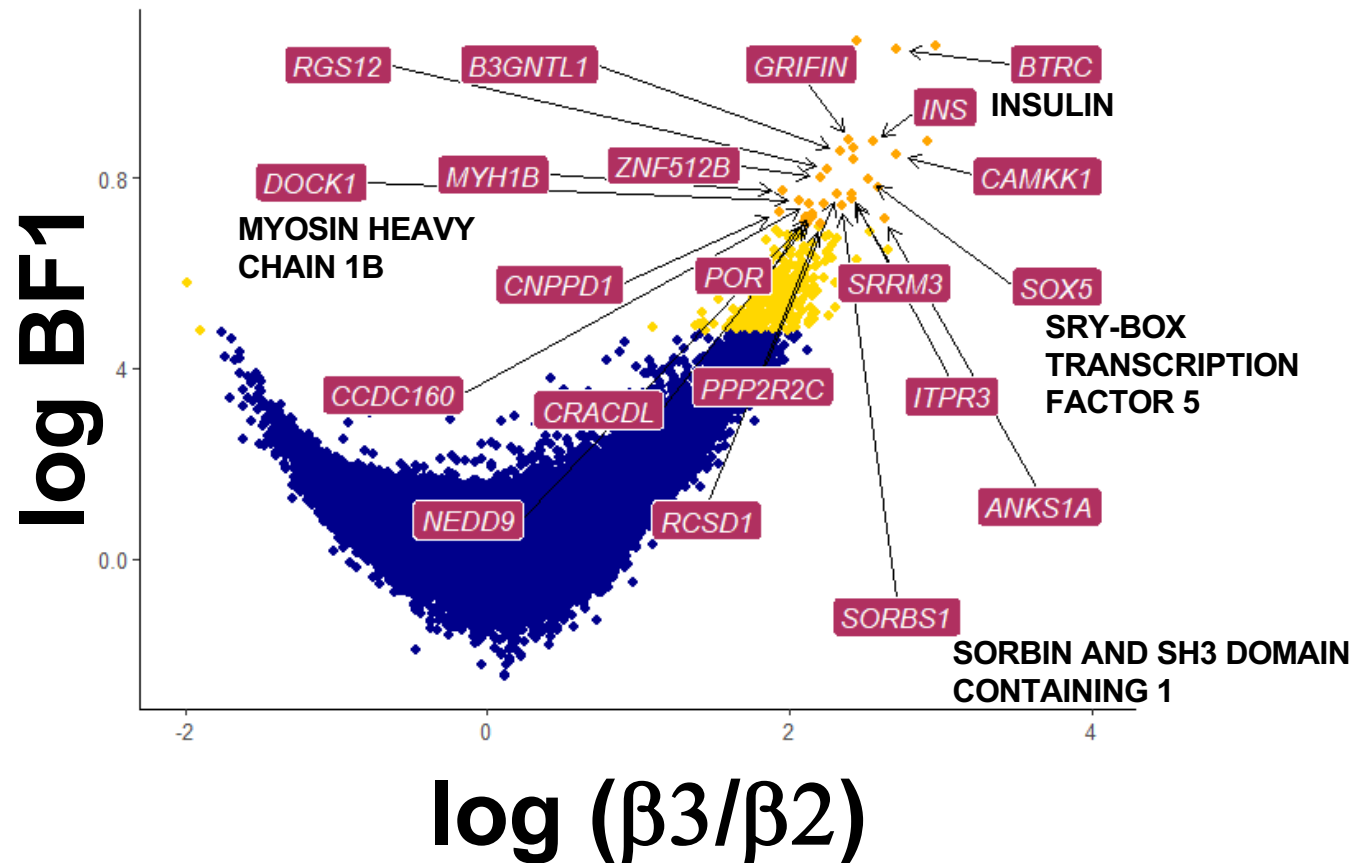 RGS12
B3GNTL1
GRIFIN
BTRC
INS
INSULIN
DOCK1
MYH1B
ZNF512B
CAMKK1
MYOSIN HEAVY
CHAIN 1B
CNPPD1
POR
SRRM3
SOX5
SRY-BOX
TRANSCRIPTION
FACTOR 5
CCDC160
CRACDL
PPP2R2C
ITPR3
NEDD9
RCSD1
ANKS1A
SORBS1
SORBIN AND SH3 DOMAIN
CONTAINING 1
log BF1
0.8
4
0.0
-2
0
2
4
log (β3/β2)